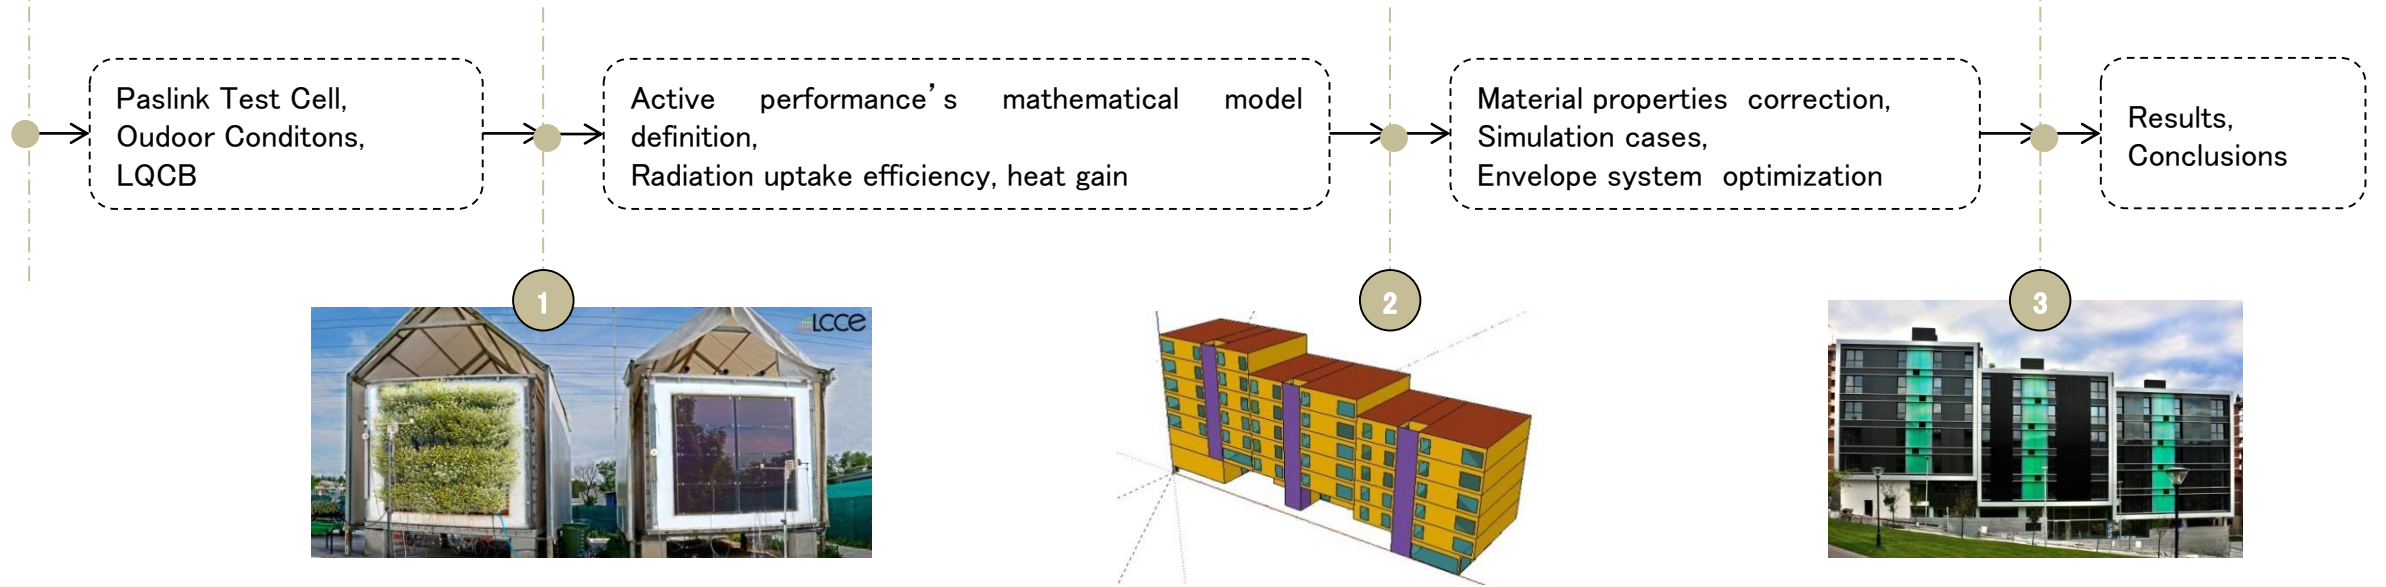 Paslink Test Cell,
Oudoor Conditons,
LQCB
Active performance’s mathematical model
definition,
Radiation uptake efficiency, heat gain
Material properties correction,
Simulation cases,
Envelope system optimization
Results,
Conclusions
1
2
3
LCCE